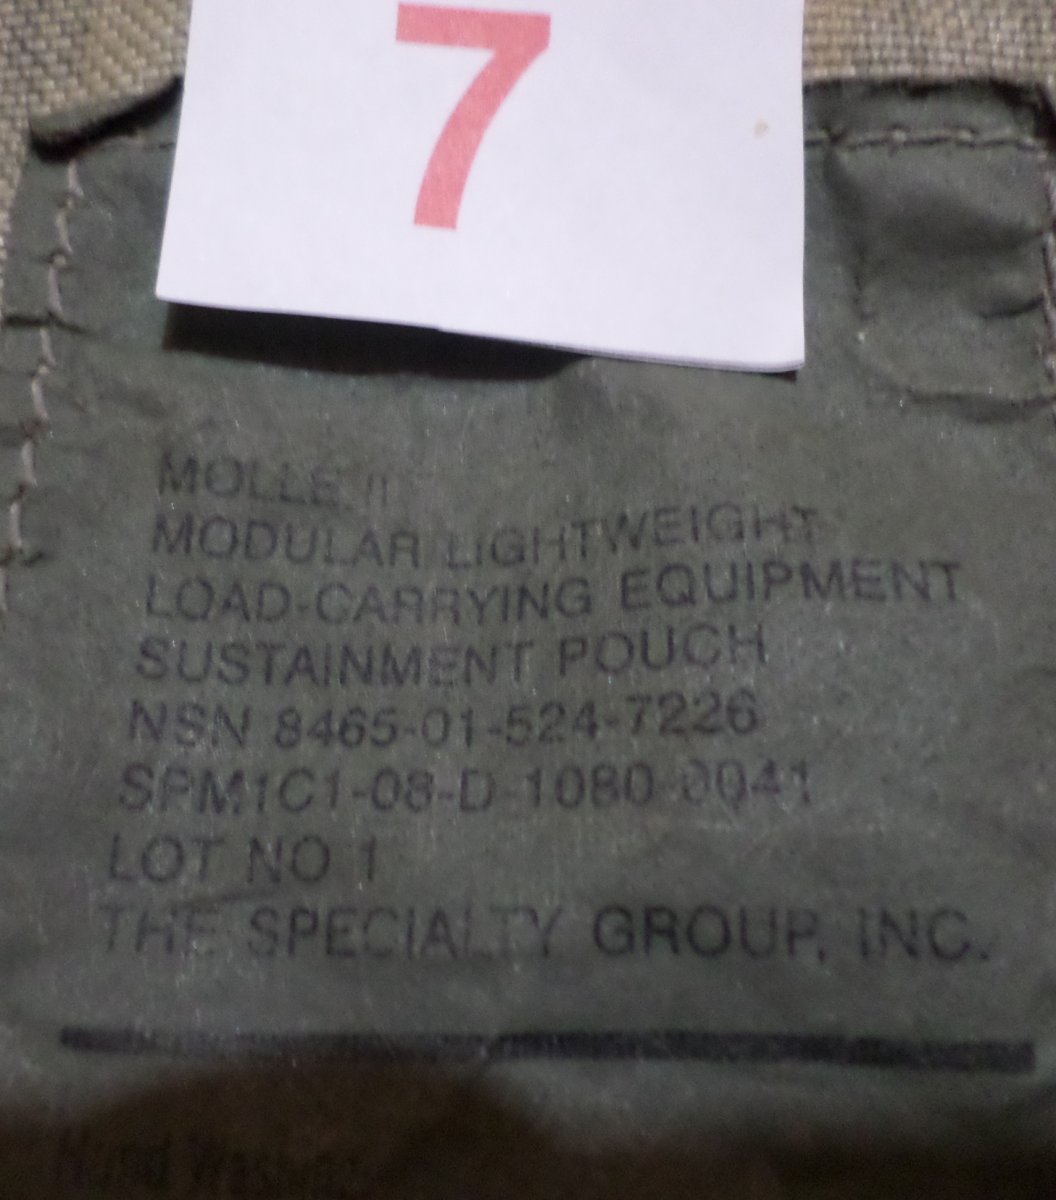 7
MOLLE II
MODULAR LIGHTWEIGHT
LOAD-CARRYING EQUIPMENT
SUSTAINMENT POUCH
NSN 8465-01-524-7226
SPM1C1-08-D-1080-0041
LOT NO 1
THE SPECIALTY GROUP, INC.